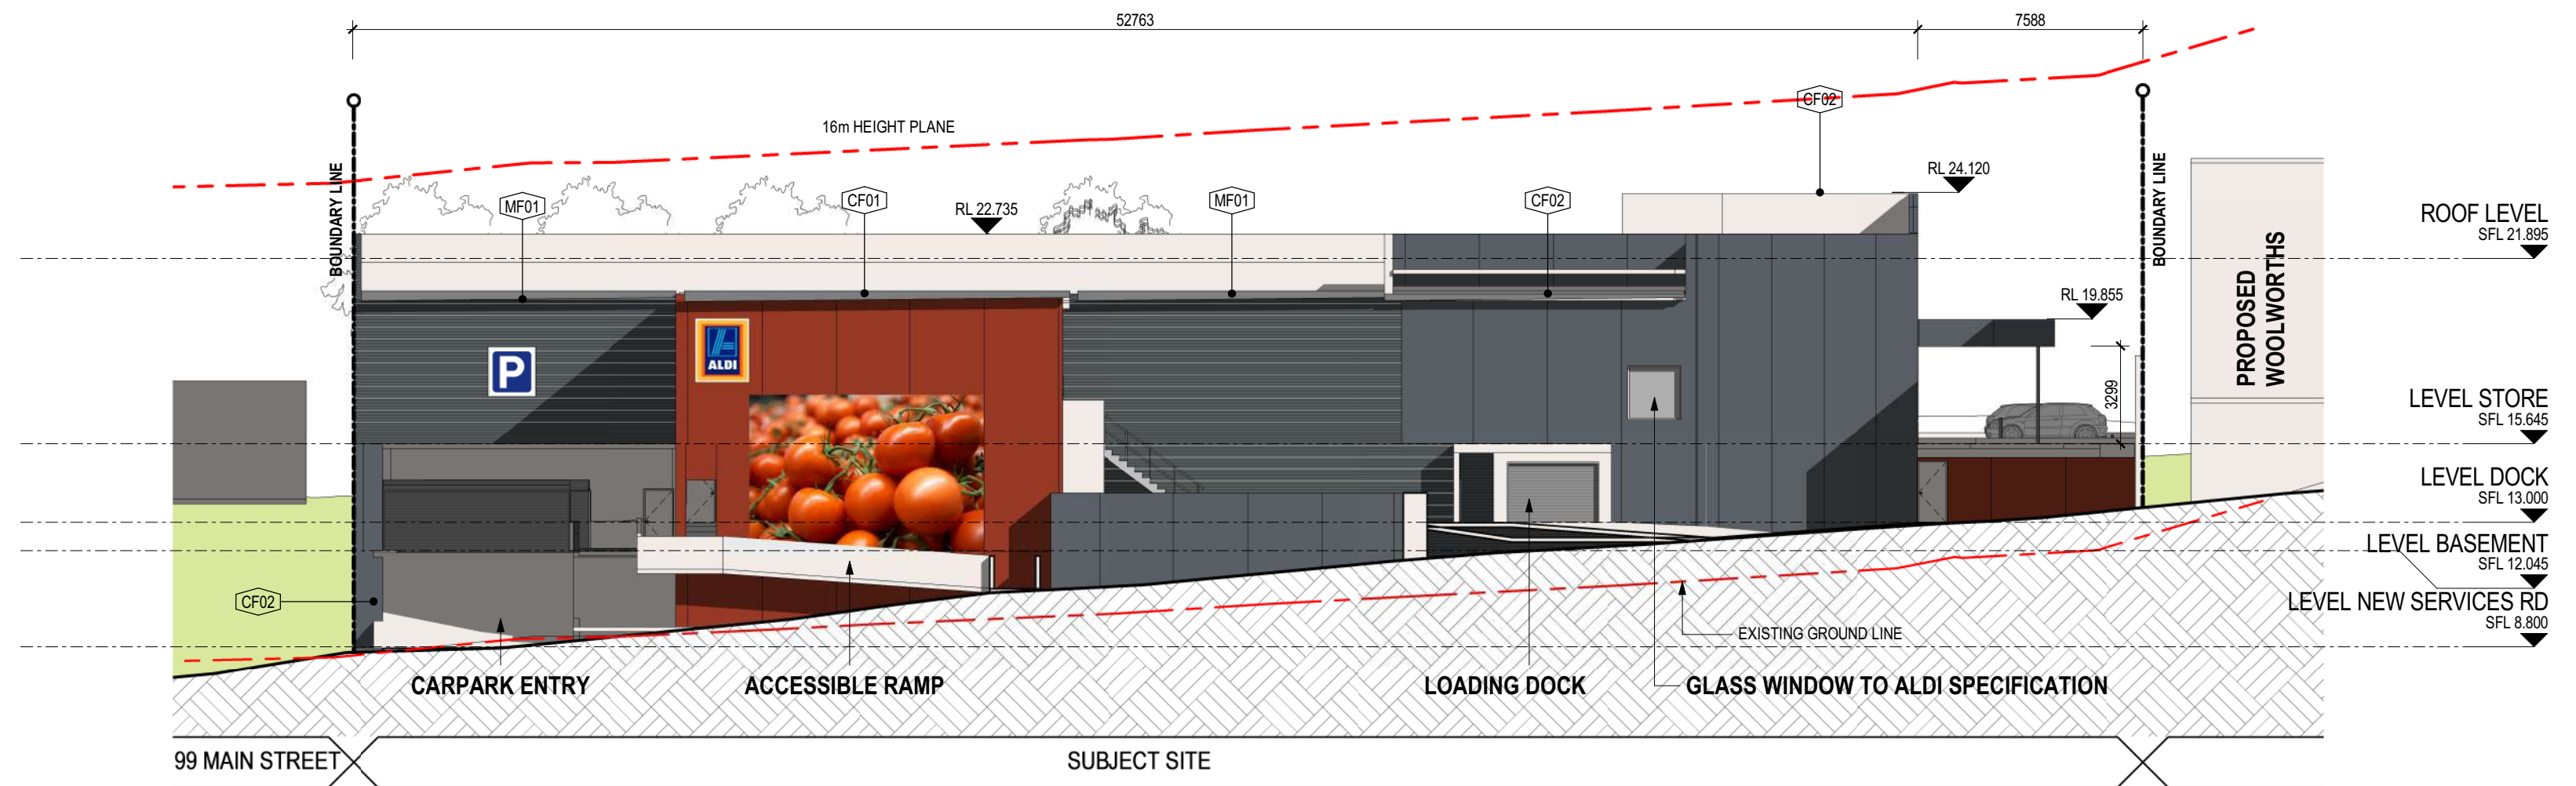 52763
7588
CF02
16m HEIGHT PLANE
BOUNDARY LINE
BOUNDARY LINE
RL 24.120
MF01
CF01
RL 22.735
MF01
CF02
ROOF LEVEL
SFL 21.895
PROPOSED
WOOLWORTHS
RL 19.855
P
ALDI
3299
LEVEL STORE
SFL 15.645
LEVEL DOCK
SFL 13.000
LEVEL BASEMENT
SFL 12.045
CF02
LEVEL NEW SERVICES RD
SFL 8.800
EXISTING GROUND LINE
CARPARK ENTRY
ACCESSIBLE RAMP
LOADING DOCK
GLASS WINDOW TO ALDI SPECIFICATION
99 MAIN STREET
SUBJECT SITE